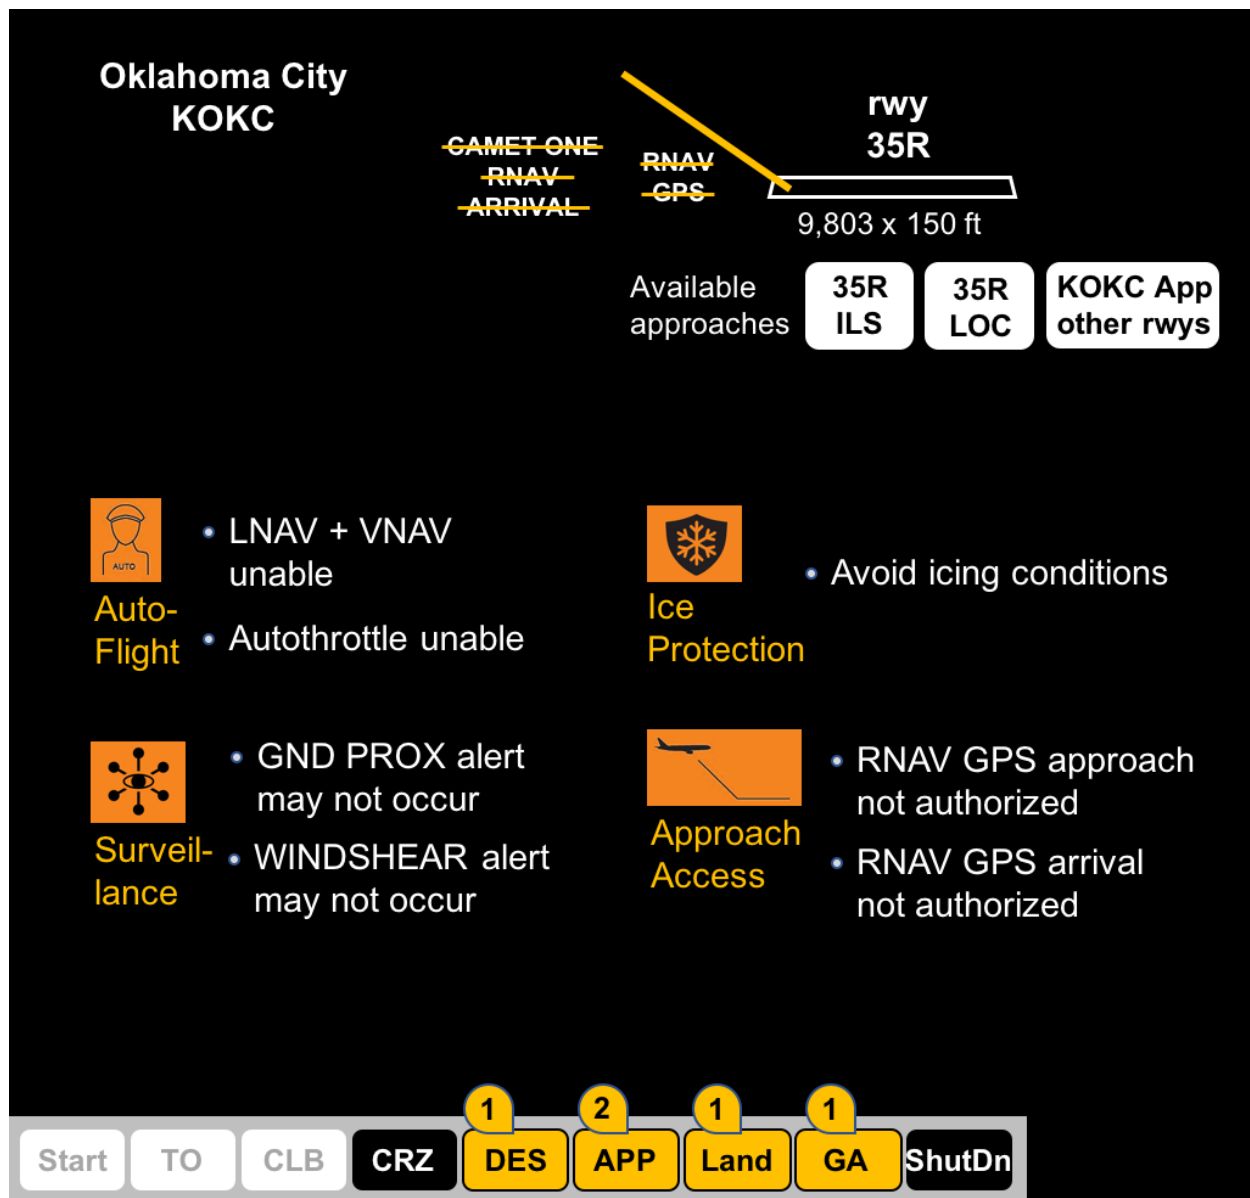 Oklahoma City
KOKC
CAMET ONE
RNAV
ARRIVAL
RNAV
GPS
rwy
35R
9,803 x 150 ft
Available
approaches
35R
ILS
35R
LOC
KOKC App
other rwys
AUTO
Auto-
Flight
• LNAV + VNAV
unable
• Autothrottle unable
Ice
Protection
• Avoid icing conditions
Surveil-
lance
• GND PROX alert
may not occur
• WINDSHEAR alert
may not occur
Approach
Access
• RNAV GPS approach
not authorized
• RNAV GPS arrival
not authorized
1 2 1 1
Start TO CLB CRZ DES APP Land GA ShutDn